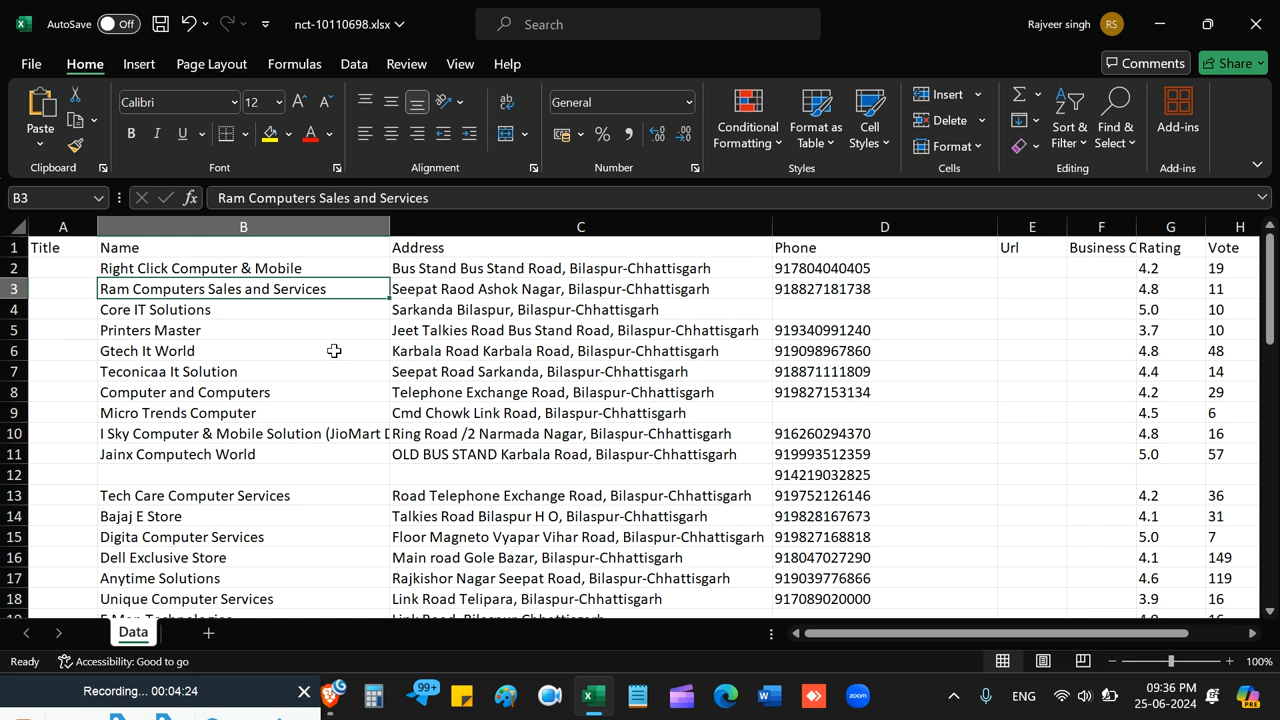 AutoSave Off nct-10110698.xlsx Search Rajveer singh RS
File Home Insert Page Layout Formulas Data Review View Help Comments Share
Paste Calibri 12 General Conditional Formatting Format as Table Cell Styles Insert Delete Format Sort & Filter Find & Select Add-ins
Clipboard Font Alignment Number Styles Cells Editing Add-ins
B3 fx Ram Computers Sales and Services
A B C D E F G H
1 Title Name Address Phone Url Business C Rating Vote
2 Right Click Computer & Mobile Bus Stand Bus Stand Road, Bilaspur-Chhattisgarh 917804040405 4.2 19
3 Ram Computers Sales and Services Seepat Raod Ashok Nagar, Bilaspur-Chhattisgarh 918827181738 4.8 11
4 Core IT Solutions Sarkanda Bilaspur, Bilaspur-Chhattisgarh 5.0 10
5 Printers Master Jeet Talkies Road Bus Stand Road, Bilaspur-Chhattisgarh 919340991240 3.7 10
6 Gtech It World Karbala Road Karbala Road, Bilaspur-Chhattisgarh 919098967860 4.8 48
7 Teconicaa It Solution Seepat Road Sarkanda, Bilaspur-Chhattisgarh 918871111809 4.4 14
8 Computer and Computers Telephone Exchange Road, Bilaspur-Chhattisgarh 919827153134 4.2 29
9 Micro Trends Computer Cmd Chowk Link Road, Bilaspur-Chhattisgarh 4.5 6
10 I Sky Computer & Mobile Solution (JioMart Ring Road /2 Narmada Nagar, Bilaspur-Chhattisgarh 916260294370 4.8 16
11 Jainx Computech World OLD BUS STAND Karbala Road, Bilaspur-Chhattisgarh 919993512359 5.0 57
12 914219032825
13 Tech Care Computer Services Road Telephone Exchange Road, Bilaspur-Chhattisgarh 919752126146 4.2 36
14 Bajaj E Store Talkies Road Bilaspur H O, Bilaspur-Chhattisgarh 919828167673 4.1 31
15 Digita Computer Services Floor Magneto Vyapar Vihar Road, Bilaspur-Chhattisgarh 919827168818 5.0 7
16 Dell Exclusive Store Main road Gole Bazar, Bilaspur-Chhattisgarh 918047027290 4.1 149
17 Anytime Solutions Rajkishor Nagar Seepat Road, Bilaspur-Chhattisgarh 919039776866 4.6 119
18 Unique Computer Services Link Road Telipara, Bilaspur-Chhattisgarh 917089020000 3.9 16
Data
Ready Accessibility: Good to go 100%
Recording... 00:04:24 99+ zoom ENG 09:36 PM
25-06-2024